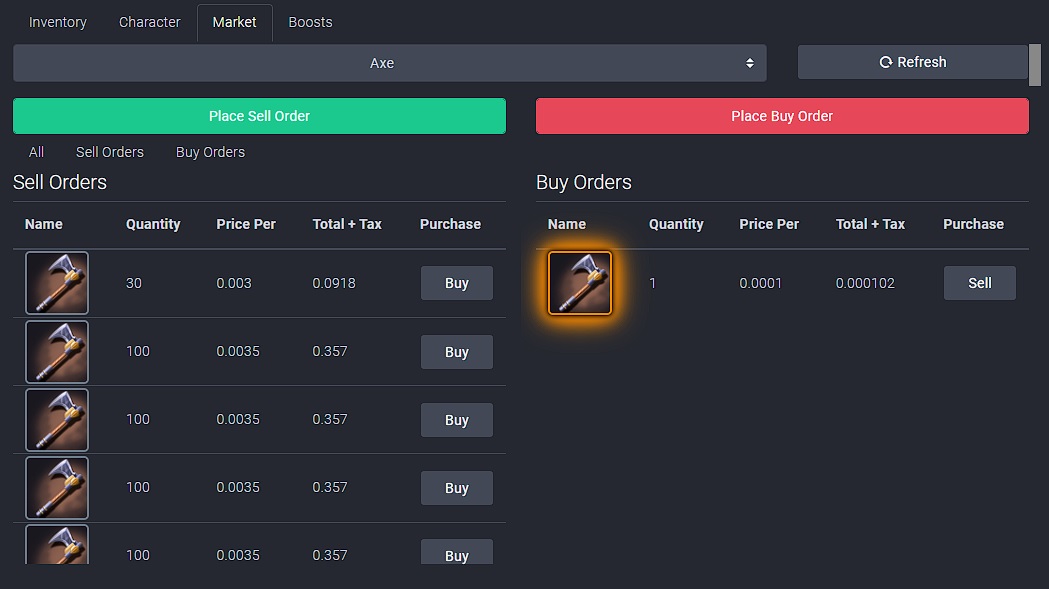 Inventory Character Market Boosts
Axe Refresh
Place Sell Order Place Buy Order
All Sell Orders Buy Orders
Sell Orders Buy Orders
Name Quantity Price Per Total + Tax Purchase Name Quantity Price Per Total + Tax Purchase
30 0.003 0.0918 Buy 1 0.0001 0.000102 Sell
100 0.0035 0.357 Buy
100 0.0035 0.357 Buy
100 0.0035 0.357 Buy
100 0.0035 0.357 Buy